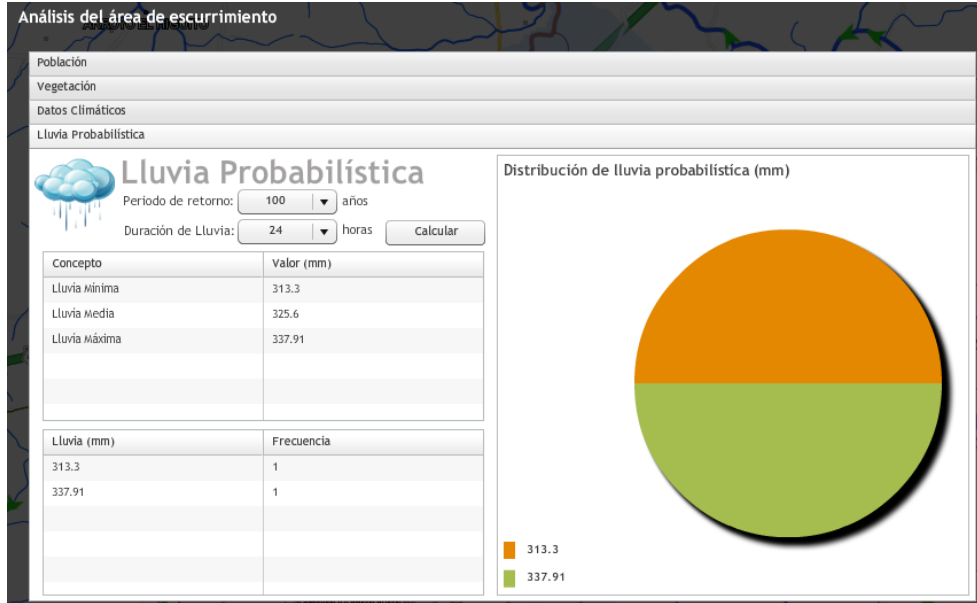 Análisis del área de escurrimiento
Población
Vegetación
Datos Climáticos
Lluvia Probabilística
Lluvia Probabilística
Periodo de retorno: 100 años
Duración de Lluvia: 24 horas Calcular
Concepto Valor (mm)
Lluvia Mínima 313.3
Lluvia Media 325.6
Lluvia Máxima 337.91
Lluvia (mm) Frecuencia
313.3 1
337.91 1
Distribución de lluvia probabilística (mm)
313.3
337.91